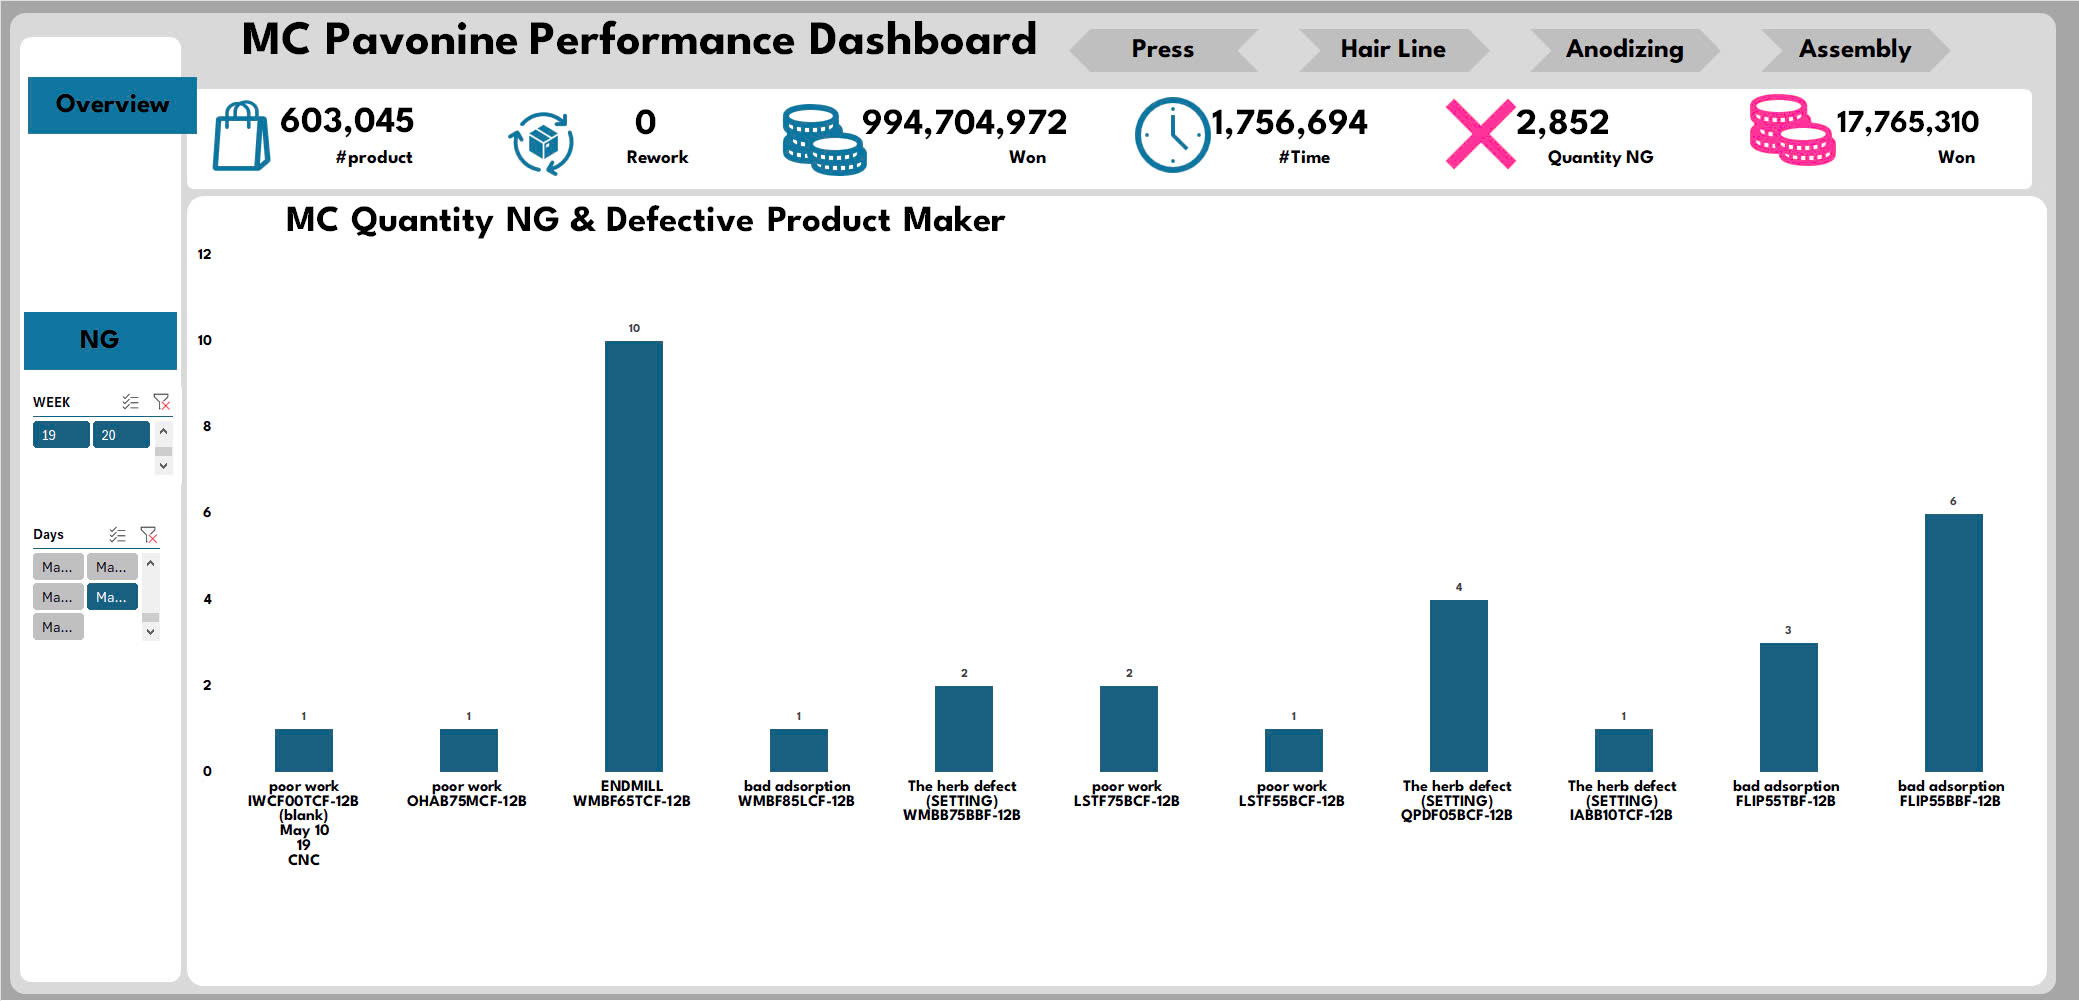 MC Pavonine Performance Dashboard
Press
Hair Line
Anodizing
Assembly
Overview
603,045
#product
0
Rework
994,704,972
Won
1,756,694
#Time
2,852
Quantity NG
17,765,310
Won
NG
WEEK
19
20
Days
Ma...
Ma...
Ma...
Ma...
Ma...
MC Quantity NG & Defective Product Maker
12
10
8
6
4
2
0
1
1
10
1
2
2
1
4
1
3
6
poor work
IWCF00TCF-12B
(blank)
May 10
19
CNC
poor work
OHAB75MCF-12B
ENDMILL
WMBF65TCF-12B
bad adsorption
WMBF85LCF-12B
The herb defect
(SETTING)
WMBB75BBF-12B
poor work
LSTF75BCF-12B
poor work
LSTF55BCF-12B
The herb defect
(SETTING)
QPDF05BCF-12B
The herb defect
(SETTING)
IABB10TCF-12B
bad adsorption
FLIP55TBF-12B
bad adsorption
FLIP55BBF-12B